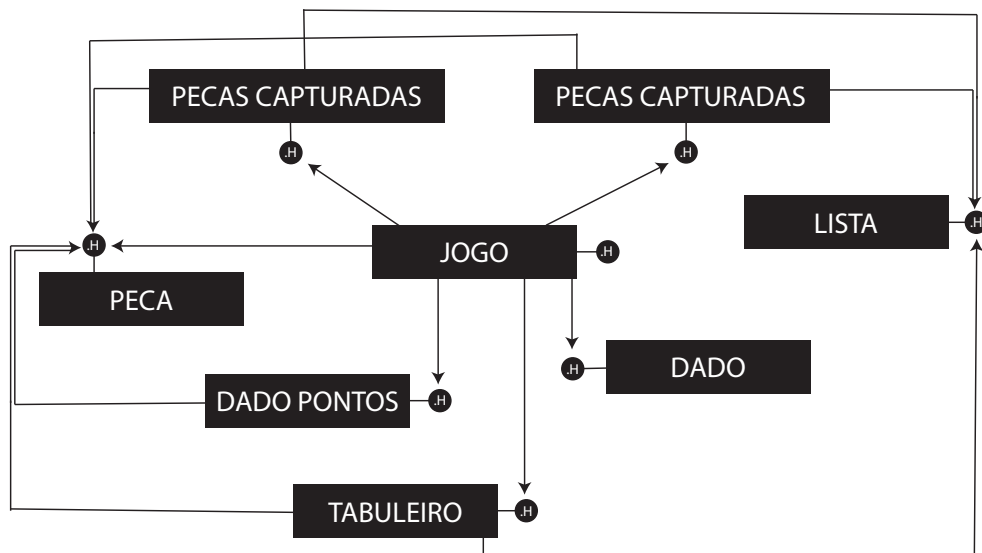 PECAS CAPTURADAS
PECAS CAPTURADAS
.H
.H
LISTA
.H
.H
JOGO
.H
PECA
DADO
.H
DADO PONTOS
.H
TABULEIRO
.H